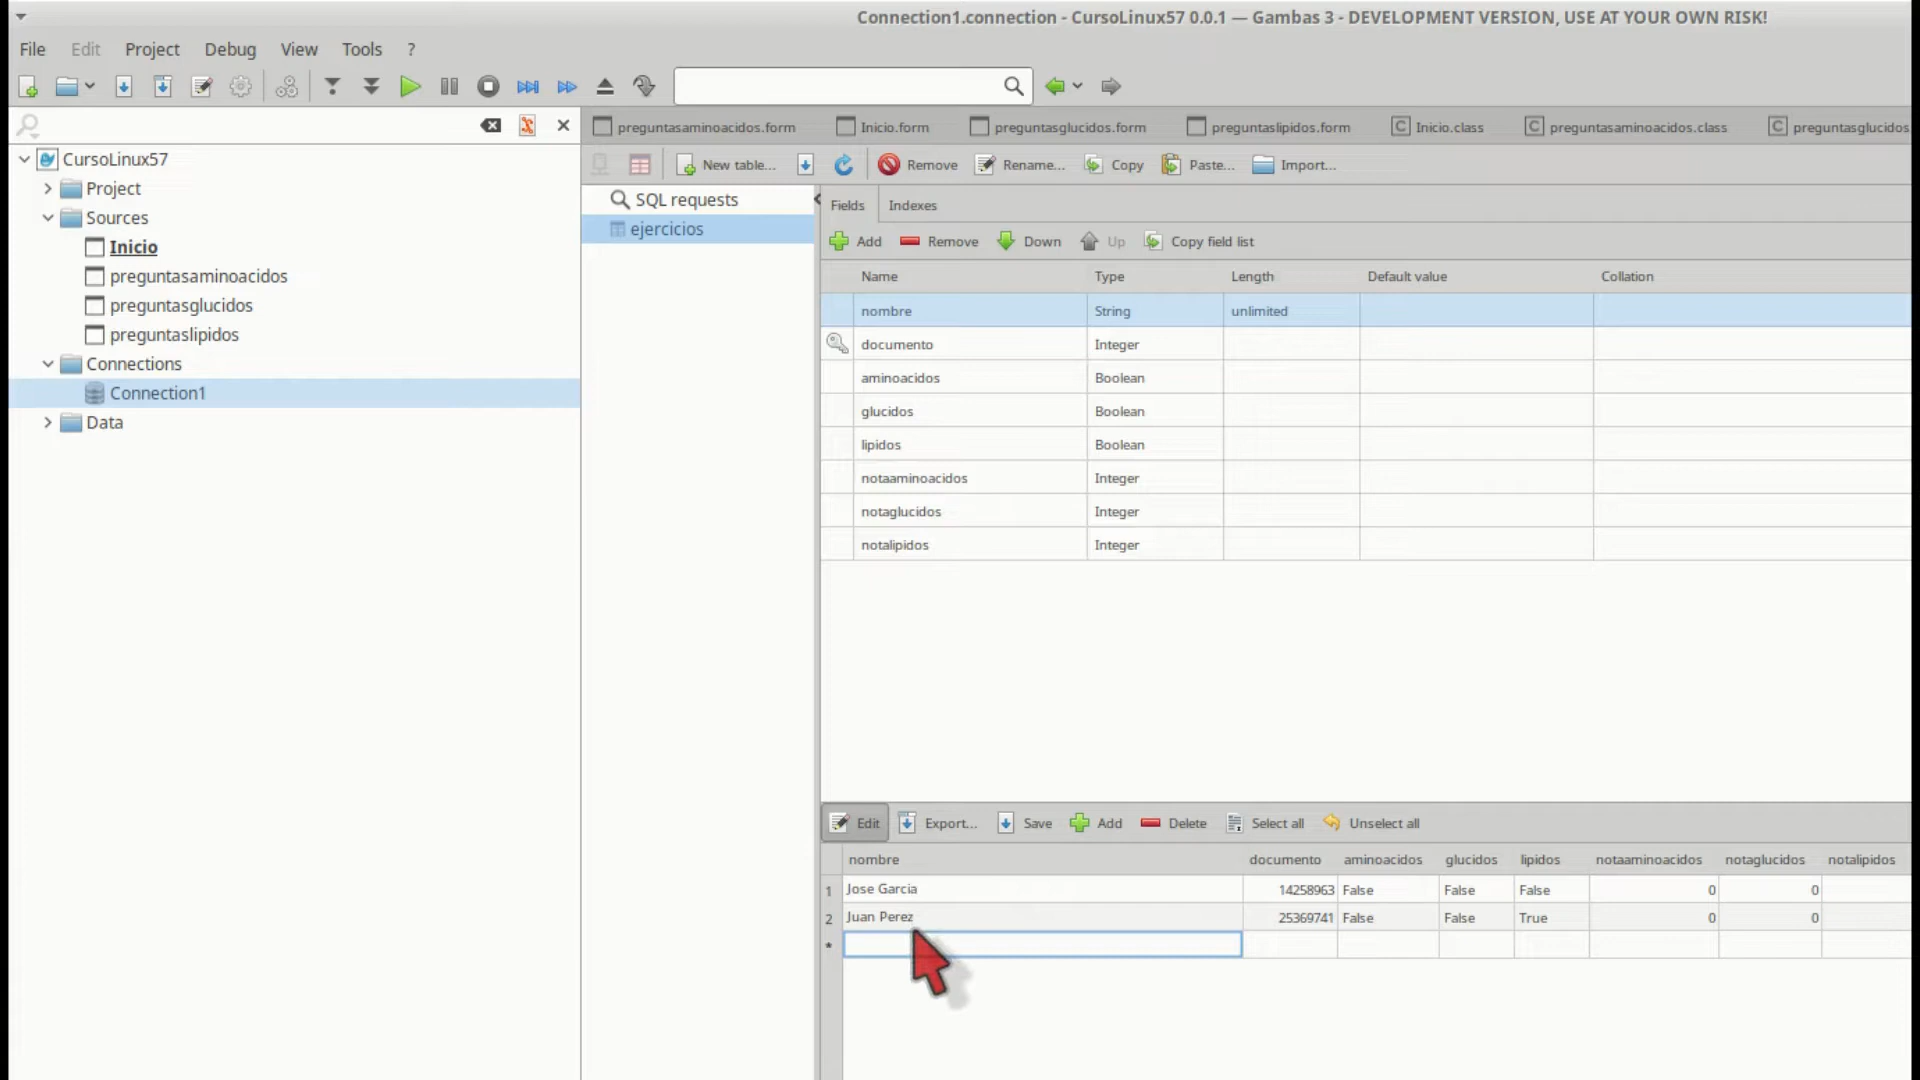 Connection1.connection - CursoLinux57 0.0.1 — Gambas 3 - DEVELOPMENT VERSION, USE AT YOUR OWN RISK!
File Edit Project Debug View Tools ?
preguntasaminoacidos.form Inicio.form preguntasglucidos.form preguntaslipidos.form Inicio.class preguntasaminoacidos.class preguntasglucidos.
New table... Remove Rename... Copy Paste... Import...
CursoLinux57
Project
Sources
Inicio
preguntasaminoacidos
preguntasglucidos
preguntaslipidos
Connections
Connection1
Data
SQL requests
ejercicios
Fields Indexes
Add Remove Down Up Copy field list
Name Type Length Default value Collation
nombre String unlimited
documento Integer
aminoacidos Boolean
glucidos Boolean
lipidos Boolean
notaaminoacidos Integer
notaglucidos Integer
notalipidos Integer
Edit Export... Save Add Delete Select all Unselect all
nombre documento aminoacidos glucidos lipidos notaaminoacidos notaglucidos notalipidos
1 Jose Garcia 14258963 False False False 0 0
2 Juan Perez 25369741 False False True 0 0
*